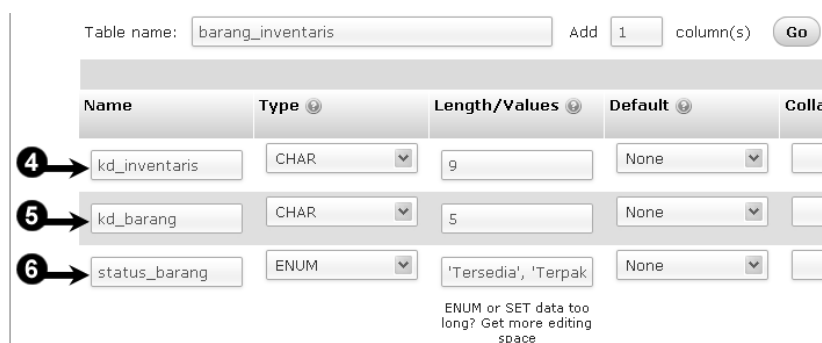 Table name: barang_inventaris Add 1 column(s) Go
Name Type Length/Values Default Colla
4 kd_inventaris CHAR 9 None
5 kd_barang CHAR 5 None
6 status_barang ENUM 'Tersedia', 'Terpak None
ENUM or SET data too
long? Get more editing
space